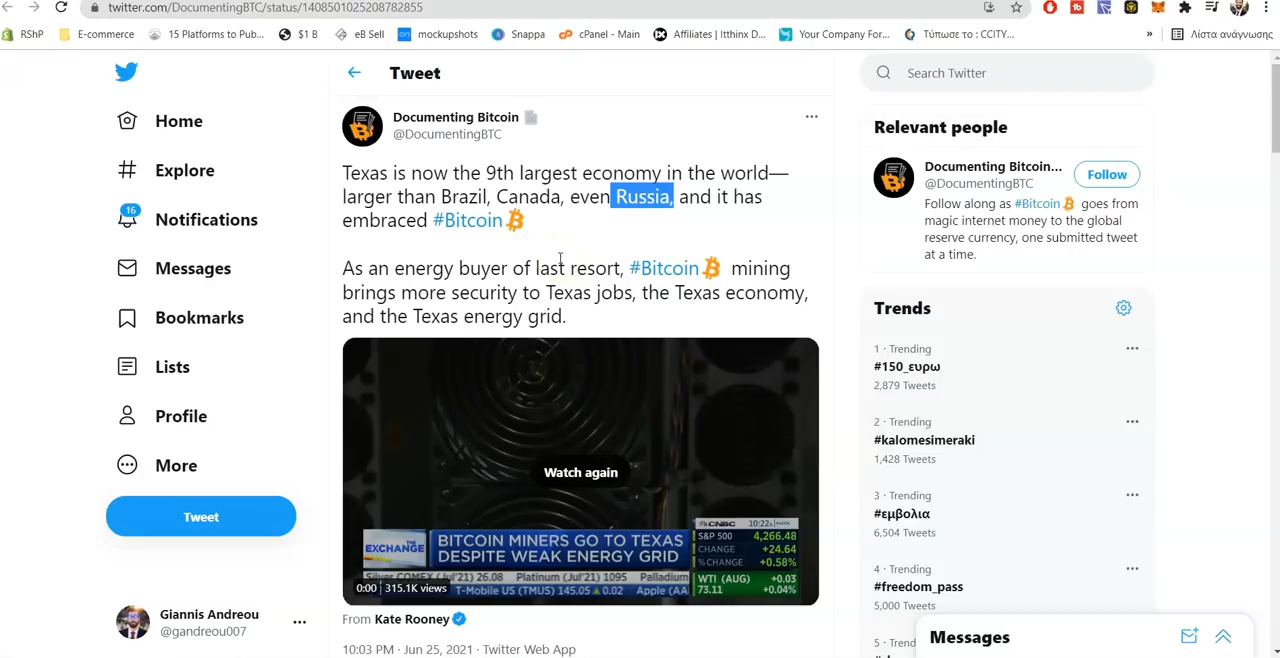 twitter.com/DocumentingBTC/status/1408501025208782855
RShP
E-commerce
15 Platforms to Pub...
$1 B
eB Sell
mockupshots
Snappa
cPanel - Main
Affiliates | Itthinx D...
Your Company For...
Τύπωσε το : CCITY...
»
Λίστα ανάγνωσης
Home
Explore
16
Notifications
Messages
Bookmarks
Lists
Profile
More
Tweet
Giannis Andreou
@gandreou007
Tweet
Documenting Bitcoin
@DocumentingBTC
Texas is now the 9th largest economy in the world—
larger than Brazil, Canada, even Russia, and it has
embraced #Bitcoin
As an energy buyer of last resort, #Bitcoin mining
brings more security to Texas jobs, the Texas economy,
and the Texas energy grid.
Watch again
THE EXCHANGE
BITCOIN MINERS GO TO TEXAS
DESPITE WEAK ENERGY GRID
CNBC 10:22A
S&P 500 4,266.48
CHANGE +24.64
%CHANGE +0.58%
WTI (AUG) +0.03
73.11 +0.04%
Silver COMEX (Jul'21) 26.08 Platinum (Jul'21) 1095 Palladium
T-Mobile US (TMUS) 145.05 ▲ 0.02 Apple (AA
0:00 315.1K views
From Kate Rooney
10:03 PM · Jun 25, 2021 · Twitter Web App
Search Twitter
Relevant people
Documenting Bitcoin...
@DocumentingBTC
Follow
Follow along as #Bitcoin goes from
magic internet money to the global
reserve currency, one submitted tweet
at a time.
Trends
1 · Trending
#150_ευρω
2,879 Tweets
2 · Trending
#kalomesimeraki
1,428 Tweets
3 · Trending
#εμβολια
6,504 Tweets
4 · Trending
#freedom_pass
5,000 Tweets
5 · Trend
Messages